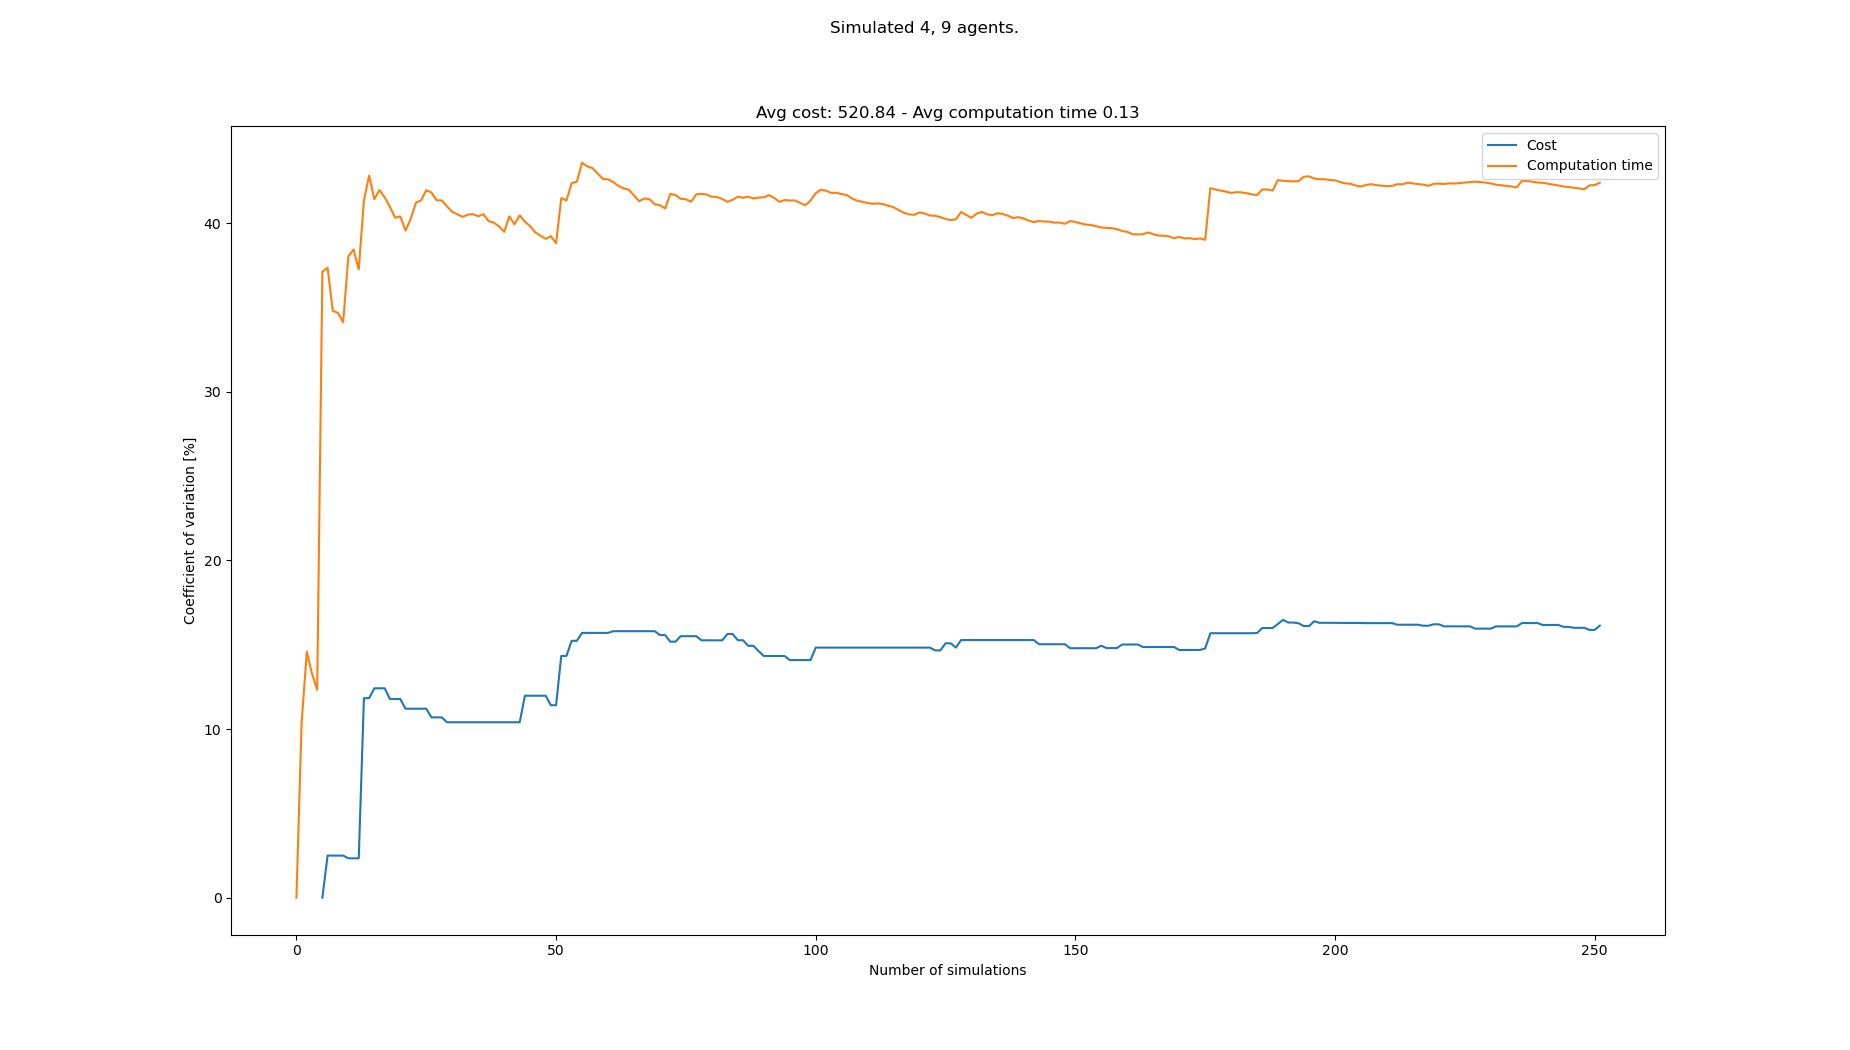 Simulated 4, 9 agents.
Avg cost: 520.84 - Avg computation time 0.13
Cost
Computation time
40
30
20
10
0
Coefficient of variation [%]
0 50 100 150 200 250
Number of simulations